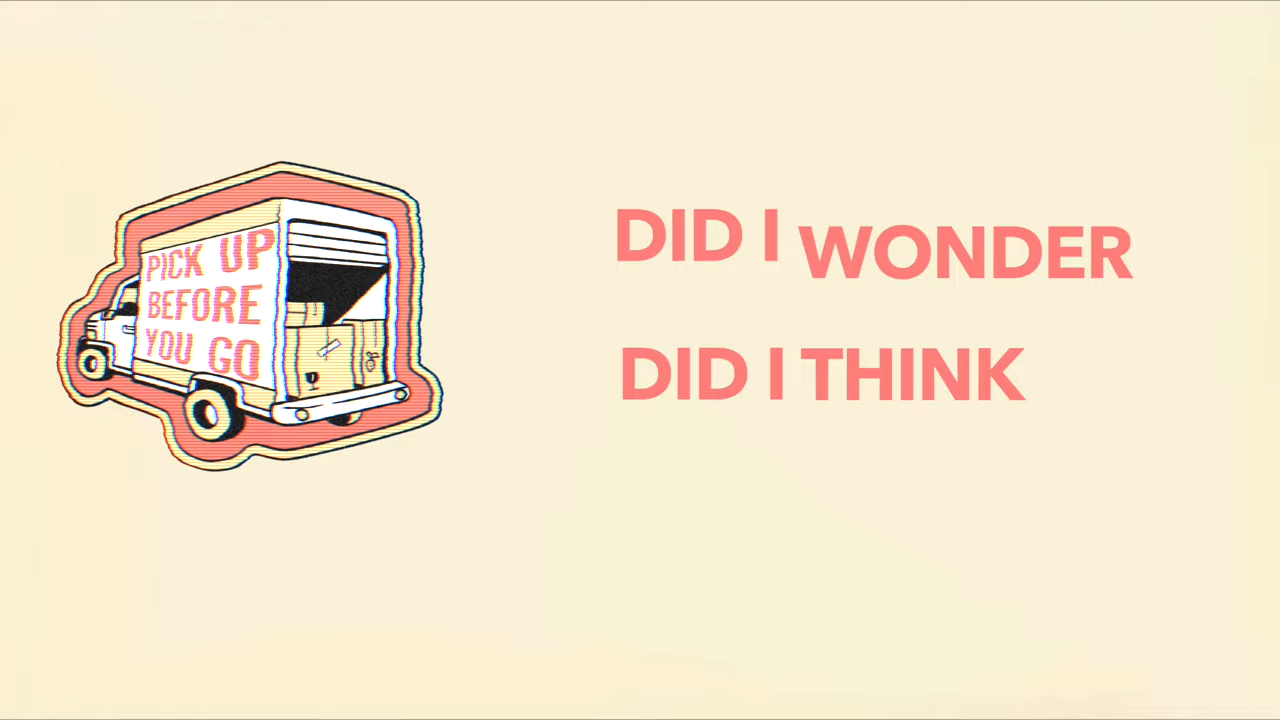 PICK UP
BEFORE
YOU GO
DID I WONDER
DID I THINK